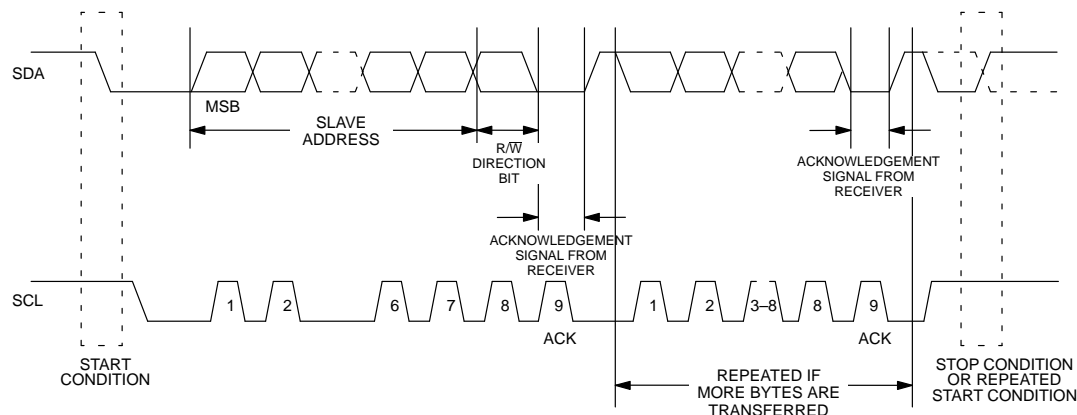 SDA
MSB
SLAVE
ADDRESS
R/W̅
DIRECTION
BIT
ACKNOWLEDGEMENT
SIGNAL FROM
RECEIVER
ACKNOWLEDGEMENT
SIGNAL FROM
RECEIVER
SCL
1 2 6 7 8 9 1 2 3–8 8 9
ACK ACK
START
CONDITION
REPEATED IF
MORE BYTES ARE
TRANSFERRED
STOP CONDITION
OR REPEATED
START CONDITION